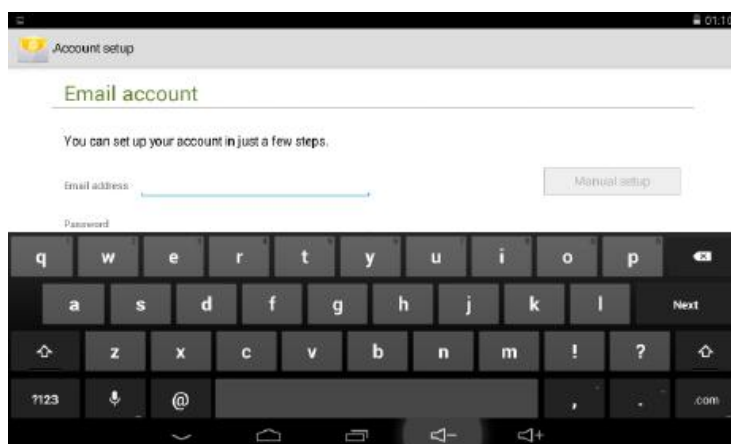 01:10
Account setup
Email account
You can set up your account in just a few steps.
Email address
Manual setup
Password
q w e r t y u i o p
a s d f g h j k l Next
z x c v b n m ! ?
?123 @ , . .com